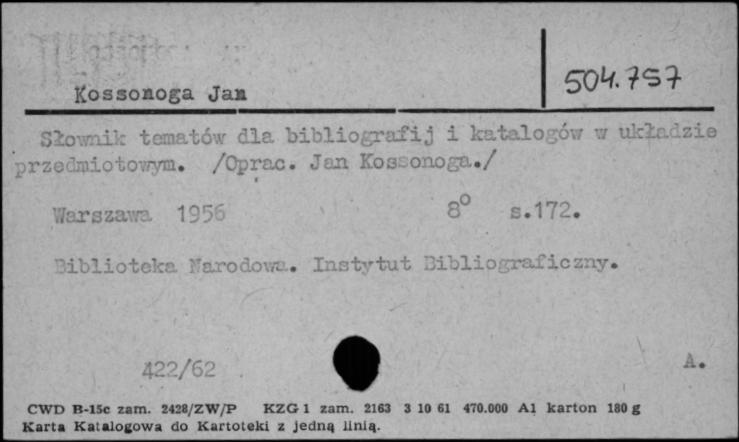 Kossonoga Jan
504.757
Słownik tematów dla bibliografij i katalogów w układzie
przedmiotowym. /Oprac. Jan Kossonoga./
Warszawa 1956 8° s.172.
Biblioteka Narodowa. Instytut Bibliograficzny.
422/62 A.
CWD B-15c zam. 2428/ZW/P KZG 1 zam. 2163 3 10 61 470.000 A1 karton 180 g
Karta Katalogowa do Kartoteki z jedną linią.